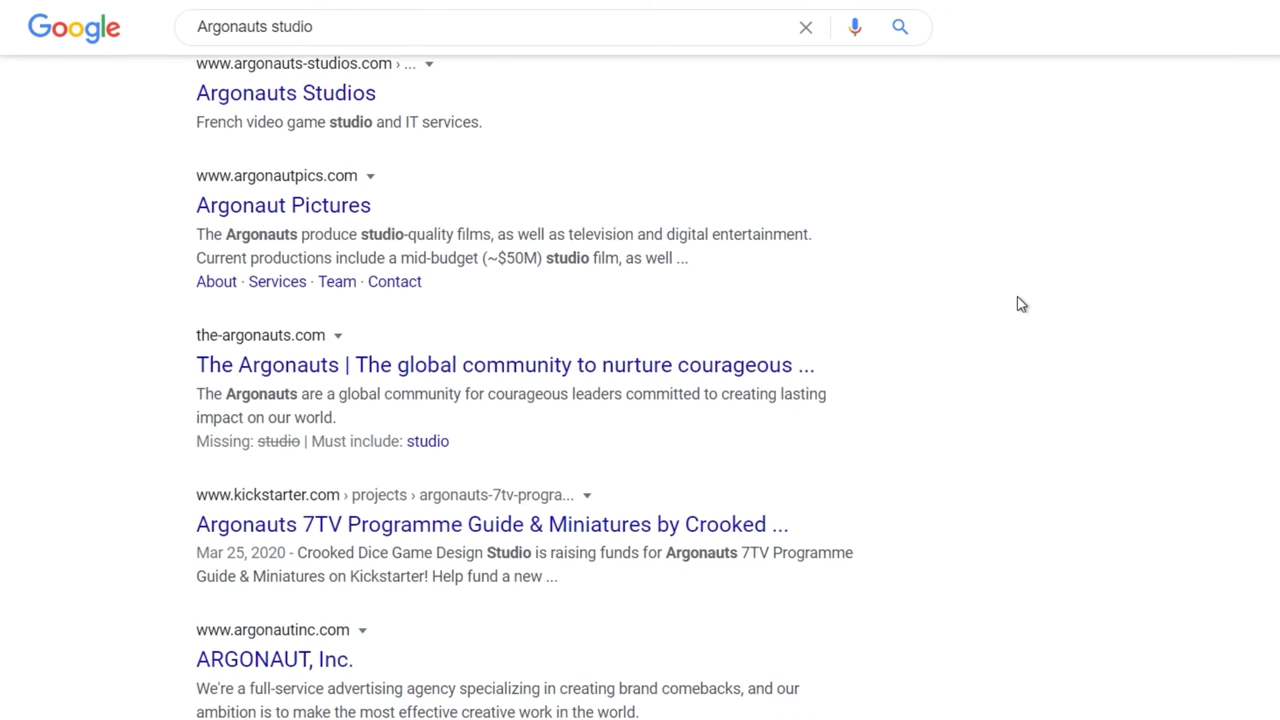 Google
Argonauts studio
www.argonauts-studios.com › ...
Argonauts Studios
French video game studio and IT services.
www.argonautpics.com
Argonaut Pictures
The Argonauts produce studio-quality films, as well as television and digital entertainment.
Current productions include a mid-budget (~$50M) studio film, as well ...
About · Services · Team · Contact
the-argonauts.com
The Argonauts | The global community to nurture courageous ...
The Argonauts are a global community for courageous leaders committed to creating lasting
impact on our world.
Missing: studio | Must include: studio
www.kickstarter.com › projects › argonauts-7tv-progra...
Argonauts 7TV Programme Guide & Miniatures by Crooked ...
Mar 25, 2020 - Crooked Dice Game Design Studio is raising funds for Argonauts 7TV Programme
Guide & Miniatures on Kickstarter! Help fund a new ...
www.argonautinc.com
ARGONAUT, Inc.
We're a full-service advertising agency specializing in creating brand comebacks, and our
ambition is to make the most effective creative work in the world.